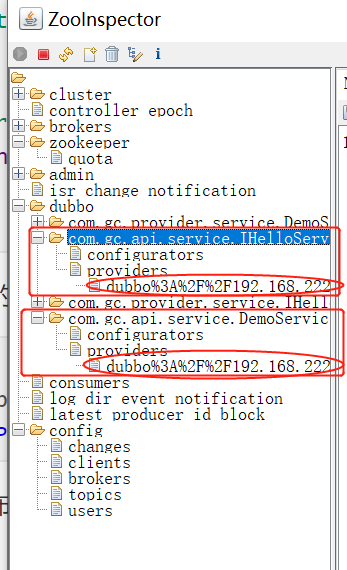 ZooInspector
cluster
controller_epoch
brokers
zookeeper
quota
admin
isr_change_notification
dubbo
com.gc.provider.service.DemoS
com.gc.api.service.IHelloServ
configurators
providers
dubbo%3A%2F%2F192.168.222
com.gc.provider.service.IHell
com.gc.api.service.DemoServic
configurators
providers
dubbo%3A%2F%2F192.168.222
consumers
log_dir_event_notification
latest_producer_id_block
config
changes
clients
brokers
topics
users